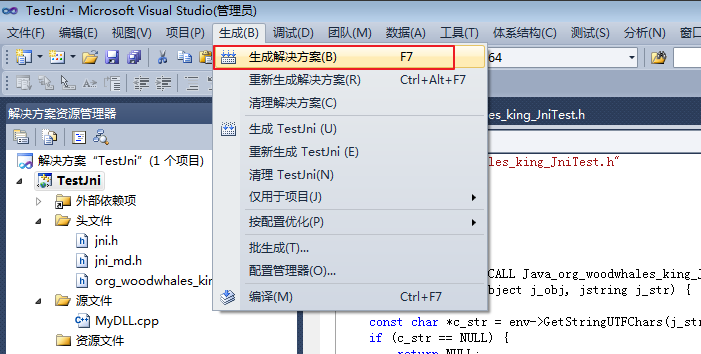 TestJni - Microsoft Visual Studio(管理员)
文件(F) 编辑(E) 视图(V) 项目(P) 生成(B) 调试(D) 团队(M) 数据(A) 工具(T) 体系结构(C) 测试(S) 分析(N) 窗口
生成解决方案(B) F7
64
重新生成解决方案(R) Ctrl+Alt+F7
清理解决方案(C)
解决方案资源管理器
les_king_JniTest.h
生成 TestJni (U)
重新生成 TestJni (E)
清理 TestJni(N)
仅用于项目(J)
按配置优化(P)
批生成(T)...
配置管理器(O)...
编译(M) Ctrl+F7
解决方案 “TestJni” (1 个项目)
TestJni
外部依赖项
头文件
jni.h
jni_md.h
org_woodwhales_king
源文件
MyDLL.cpp
资源文件
les_king_JniTest.h"
CALL Java_org_woodwhales_king_J
bject j_obj, jstring j_str) {
const char *c_str = env->GetStringUTFChars(j_str
if (c_str == NULL) {
return NULL;